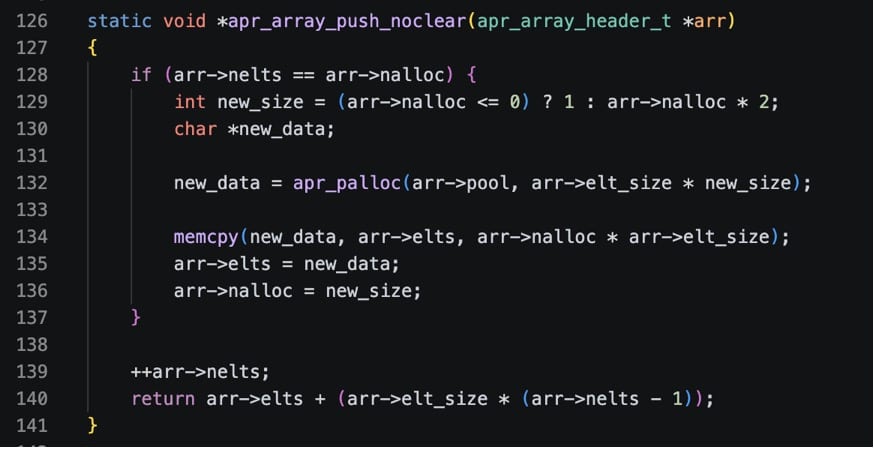 126 static void *apr_array_push_noclear(apr_array_header_t *arr)
127 {
128     if (arr->nelts == arr->nalloc) {
129         int new_size = (arr->nalloc <= 0) ? 1 : arr->nalloc * 2;
130         char *new_data;
131
132         new_data = apr_palloc(arr->pool, arr->elt_size * new_size);
133
134         memcpy(new_data, arr->elts, arr->nalloc * arr->elt_size);
135         arr->elts = new_data;
136         arr->nalloc = new_size;
137     }
138
139     ++arr->nelts;
140     return arr->elts + (arr->elt_size * (arr->nelts - 1));
141 }